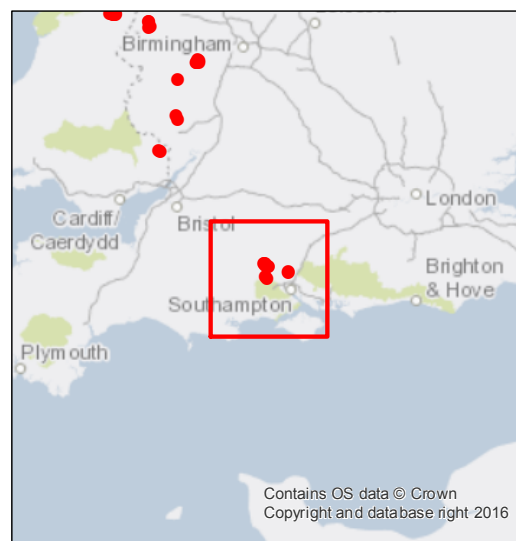 Birmingham
Cardiff/
Caerdydd
Bristol
London
Southampton
Brighton
& Hove
Plymouth
Contains OS data © Crown
Copyright and database right 2016